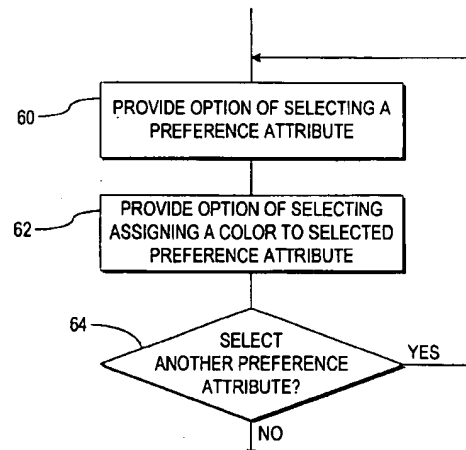 60
PROVIDE OPTION OF SELECTING A
PREFERENCE ATTRIBUTE
62
PROVIDE OPTION OF SELECTING
ASSIGNING A COLOR TO SELECTED
PREFERENCE ATTRIBUTE
64
SELECT
ANOTHER PREFERENCE
ATTRIBUTE?
YES
NO